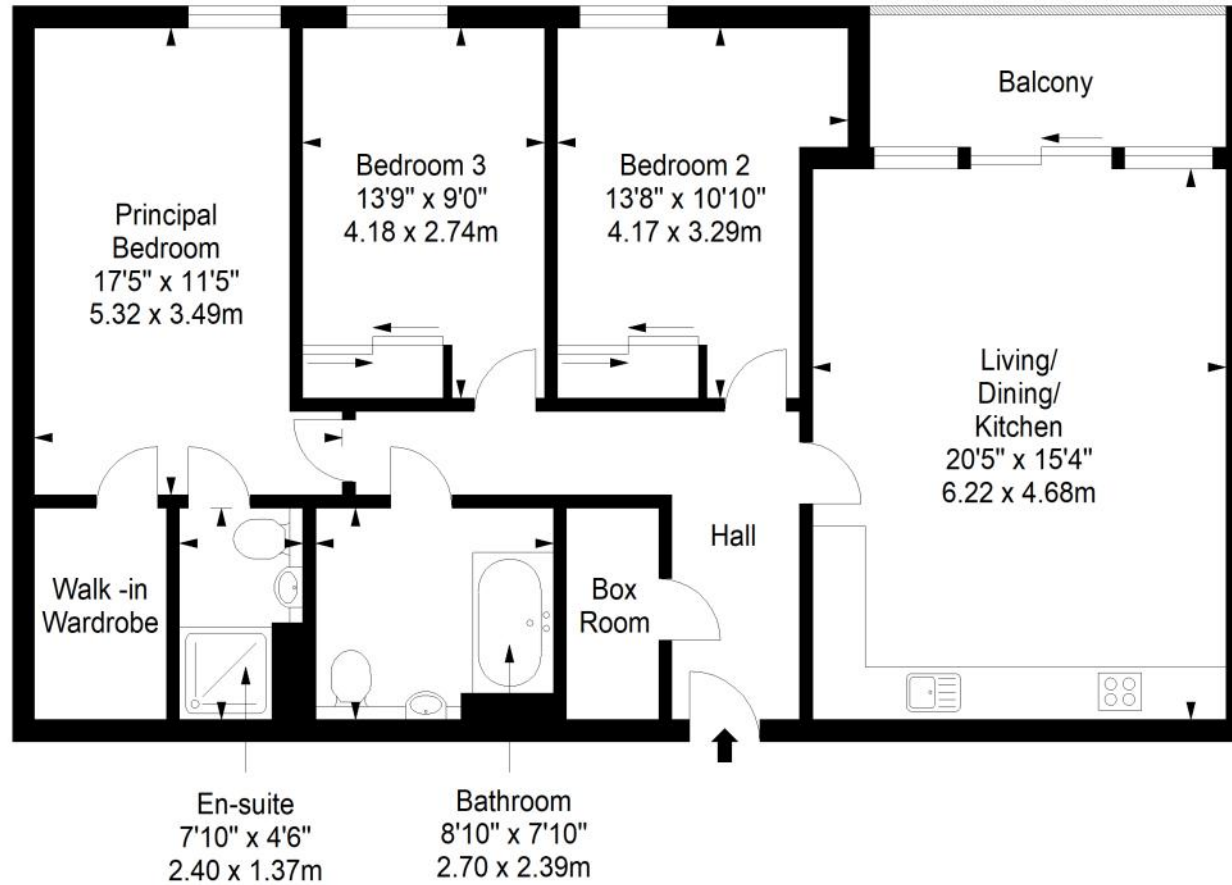 Balcony
Principal
Bedroom
17'5" x 11'5"
5.32 x 3.49m
Bedroom 3
13'9" x 9'0"
4.18 x 2.74m
Bedroom 2
13'8" x 10'10"
4.17 x 3.29m
Living/
Dining/
Kitchen
20'5" x 15'4"
6.22 x 4.68m
Walk -in
Wardrobe
Box
Room
Hall
En-suite
7'10" x 4'6"
2.40 x 1.37m
Bathroom
8'10" x 7'10"
2.70 x 2.39m